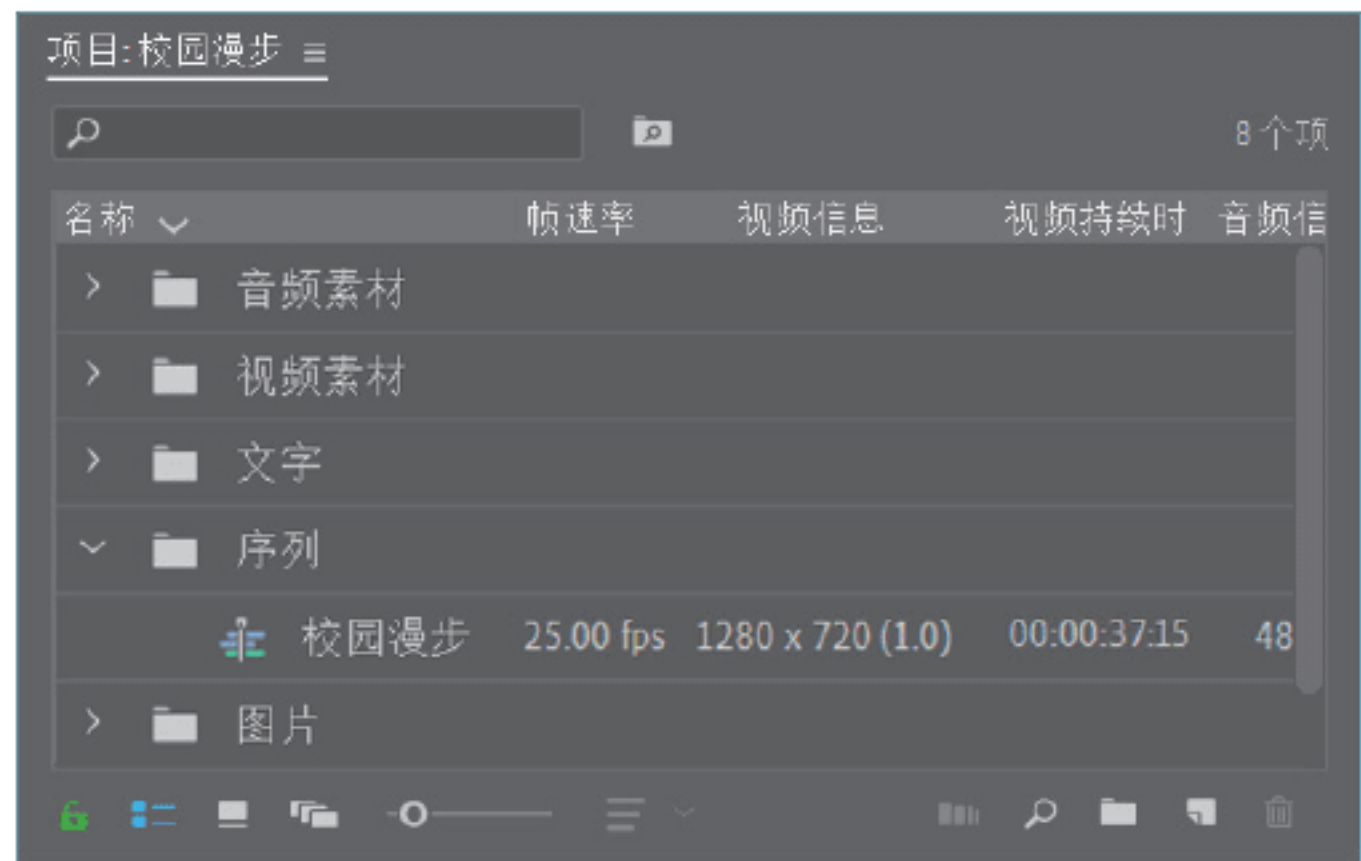 项目:校园漫步
8个项
名称 帧速率 视频信息 视频持续时 音频信
音频素材
视频素材
文字
序列
校园漫步 25.00 fps 1280 x 720 (1.0) 00:00:37:15 48
图片